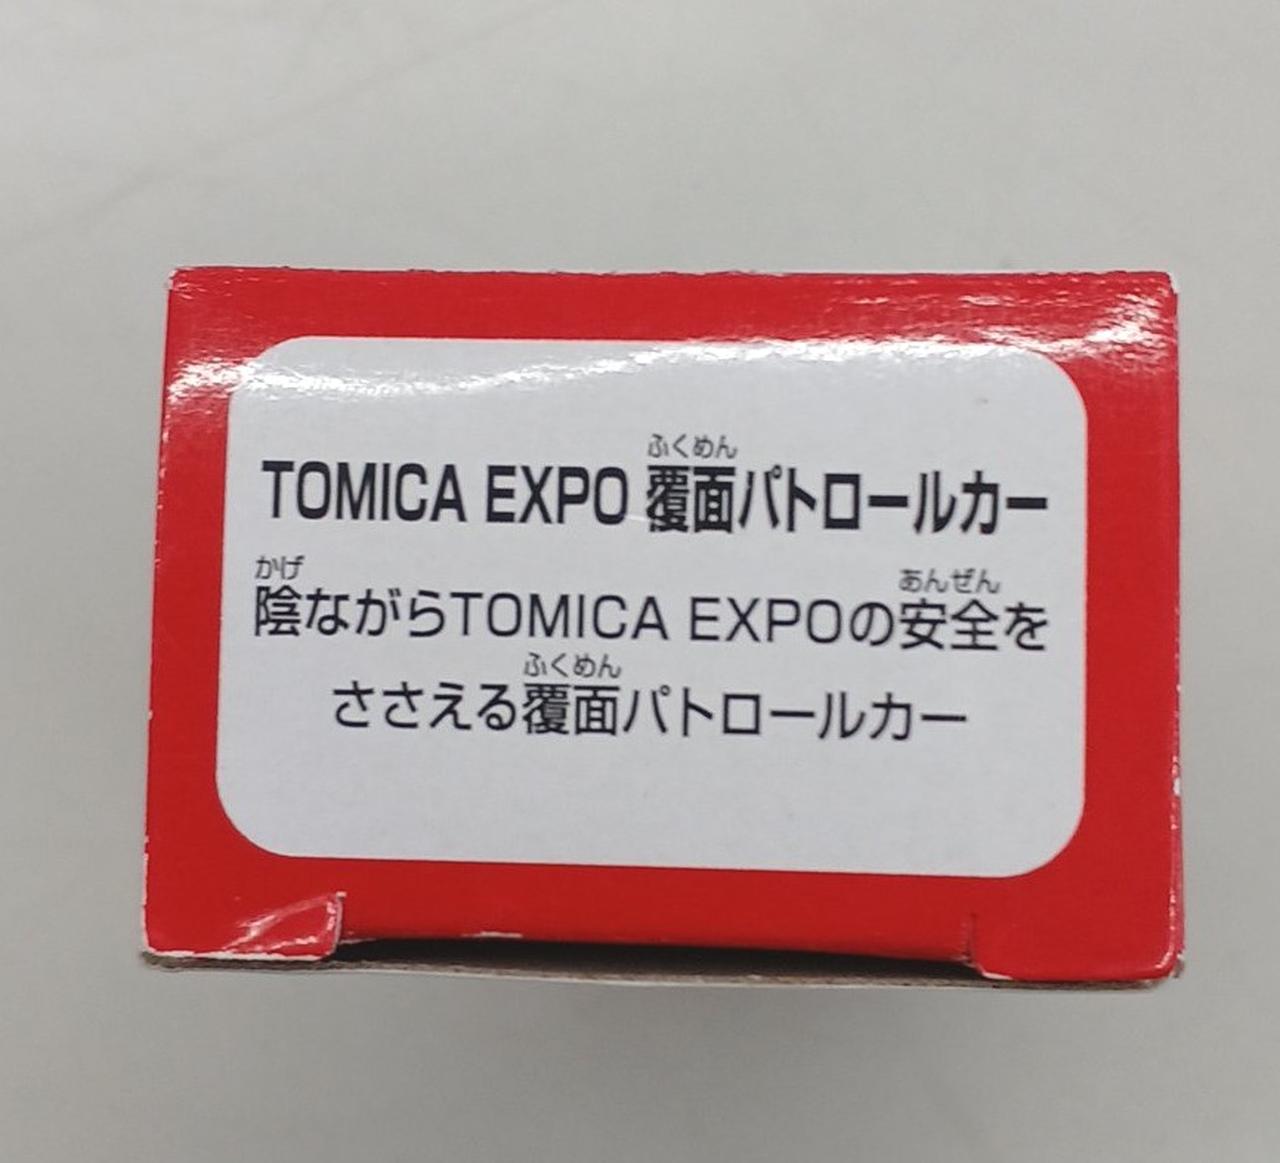 ふくめん
TOMICA EXPO 覆面パトロールカー
かげ あんぜん
陰ながらTOMICA EXPOの安全を
ふくめん
ささえる覆面パトロールカー